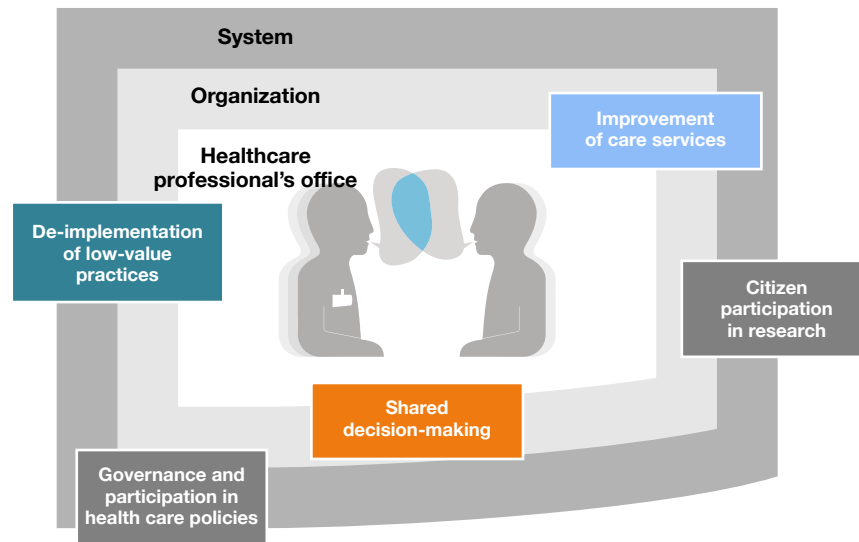 System
Organization
Improvement
of care services
Healthcare
professional's office
De-implementation
of low-value
practices
Citizen
participation
in research
Shared
decision-making
Governance and
participation in
health care policies